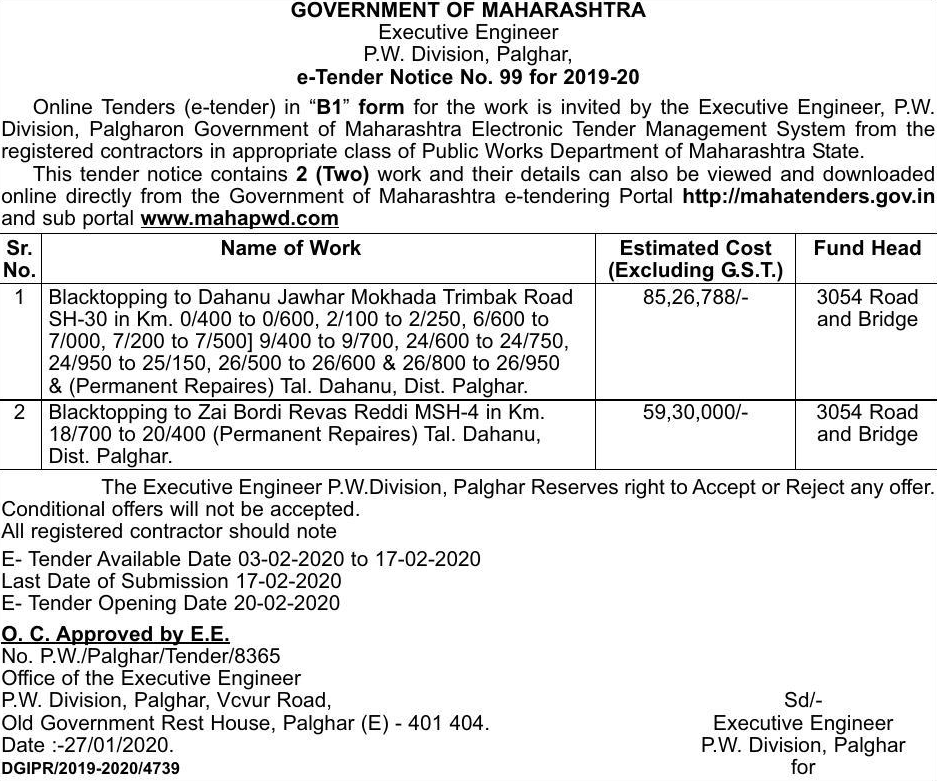 GOVERNMENT OF MAHARASHTRA
Executive Engineer
P.W. Division, Palghar,
e-Tender Notice No. 99 for 2019-20
Online Tenders (e-tender) in “B1” form for the work is invited by the Executive Engineer, P.W.
Division, Palgharon Government of Maharashtra Electronic Tender Management System from the
registered contractors in appropriate class of Public Works Department of Maharashtra State.
This tender notice contains 2 (Two) work and their details can also be viewed and downloaded
online directly from the Government of Maharashtra e-tendering Portal http://mahatenders.gov.in
and sub portal www.mahapwd.com
Sr. No. Name of Work Estimated Cost (Excluding G.S.T.) Fund Head
1 Blacktopping to Dahanu Jawhar Mokhada Trimbak Road 85,26,788/- 3054 Road
SH-30 in Km. 0/400 to 0/600, 2/100 to 2/250, 6/600 to and Bridge
7/000, 7/200 to 7/500] 9/400 to 9/700, 24/600 to 24/750,
24/950 to 25/150, 26/500 to 26/600 & 26/800 to 26/950
& (Permanent Repaires) Tal. Dahanu, Dist. Palghar.
2 Blacktopping to Zai Bordi Revas Reddi MSH-4 in Km. 59,30,000/- 3054 Road
18/700 to 20/400 (Permanent Repaires) Tal. Dahanu, and Bridge
Dist. Palghar.
The Executive Engineer P.W.Division, Palghar Reserves right to Accept or Reject any offer.
Conditional offers will not be accepted.
All registered contractor should note
E- Tender Available Date 03-02-2020 to 17-02-2020
Last Date of Submission 17-02-2020
E- Tender Opening Date 20-02-2020
O. C. Approved by E.E.
No. P.W./Palghar/Tender/8365
Office of the Executive Engineer
P.W. Division, Palghar, Vcvur Road,
Old Government Rest House, Palghar (E) - 401 404.
Date :-27/01/2020.
DGIPR/2019-2020/4739
Sd/-
Executive Engineer
P.W. Division, Palghar
for